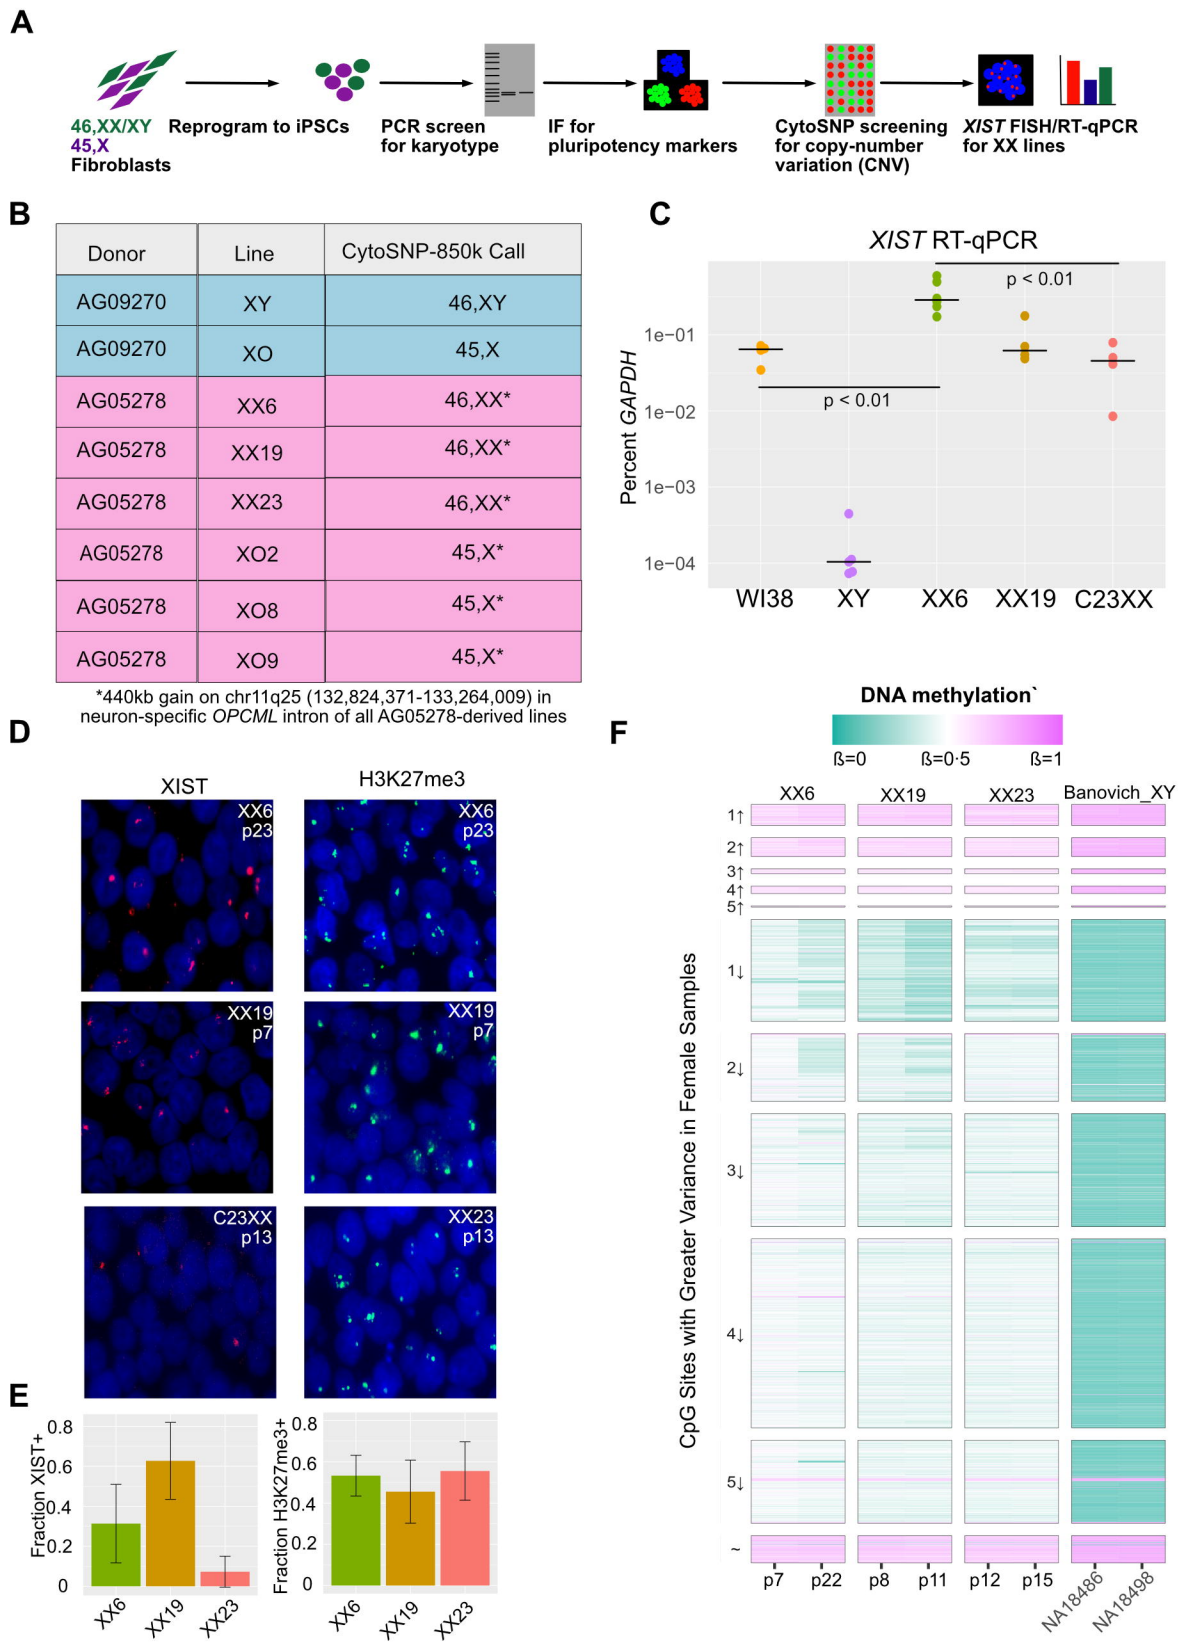 A
46,XX/XY
45,X
Fibroblasts
Reprogram to iPSCs
PCR screen
for karyotype
IF for
pluripotency markers
CytoSNP screening
for copy-number
variation (CNV)
XIST FISH/RT-qPCR
for XX lines
B
Donor Line CytoSNP-850k Call
AG09270 XY 46,XY
AG09270 XO 45,X
AG05278 XX6 46,XX*
AG05278 XX19 46,XX*
AG05278 XX23 46,XX*
AG05278 XO2 45,X*
AG05278 XO8 45,X*
AG05278 XO9 45,X*
*440kb gain on chr11q25 (132,824,371-133,264,009) in
neuron-specific OPCML intron of all AG05278-derived lines
C
XIST RT-qPCR
Percent GAPDH
p < 0.01
1e-01
p < 0.01
1e-02
1e-03
1e-04
WI38 XY XX6 XX19 C23XX
D
XIST
H3K27me3
XX6
p23
XX6
p23
XX19
p7
XX19
p7
C23XX
p13
XX23
p13
E
Fraction XIST+
0.8
0.6
0.4
0.2
0
XX6
XX19
XX23
Fraction H3K27me3+
0.8
0.6
0.4
0.2
0
XX6
XX19
XX23
F
DNA methylation`
ß=0 ß=0·5 ß=1
XX6 XX19 XX23 Banovich_XY
CpG Sites with Greater Variance in Female Samples
1↑
2↑
3↑
4↑
5↑
1↓
2↓
3↓
4↓
5↓
~
p7 p22 p8 p11 p12 p15
NA18486
NA18498